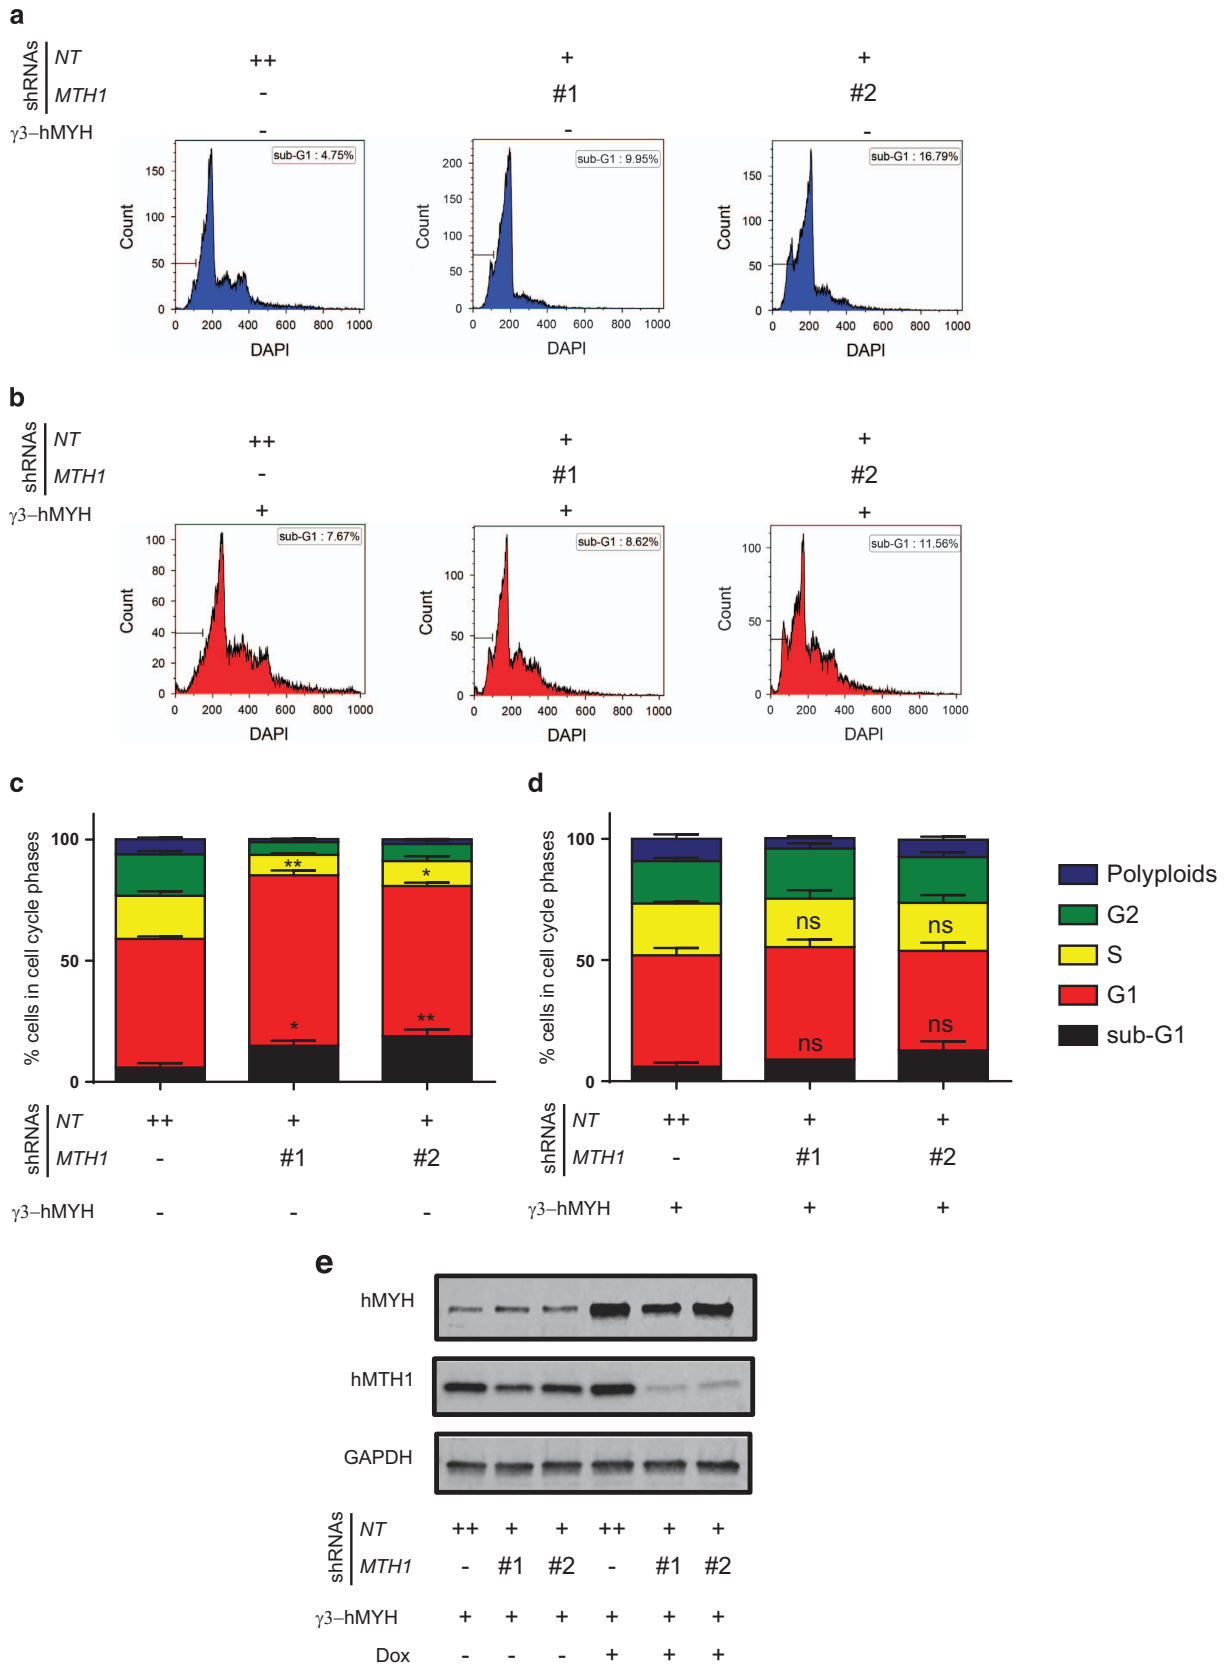 a
shRNAs
NT ++ + +
MTH1 - #1 #2
γ3–hMYH - - -
sub-G1 : 4.75%
sub-G1 : 9.95%
sub-G1 : 16.79%
Count
150
100
50
0
0 200 400 600 800 1000
DAPI
Count
200
150
100
50
0
0 200 400 600 800 1000
DAPI
Count
150
100
50
0
0 200 400 600 800 1000
DAPI
b
shRNAs
NT ++ + +
MTH1 - #1 #2
γ3–hMYH + + +
sub-G1 : 7.67%
sub-G1 : 8.62%
sub-G1 : 11.56%
Count
100
80
60
40
20
0
0 200 400 600 800 1000
DAPI
Count
100
50
0
0 200 400 600 800 1000
DAPI
Count
100
50
0
0 200 400 600 800 1000
DAPI
c
% cells in cell cycle phases
100
50
0
** *
* **
shRNAs
NT ++ + +
MTH1 - #1 #2
γ3–hMYH - - -
d
% cells in cell cycle phases
100
50
0
ns ns
ns ns
shRNAs
NT ++ + +
MTH1 - #1 #2
γ3–hMYH + + +
Polyploids
G2
S
G1
sub-G1
e
hMYH
hMTH1
GAPDH
shRNAs
NT ++ + + ++ + +
MTH1 - #1 #2 - #1 #2
γ3–hMYH + + + + + +
Dox - - - + + +